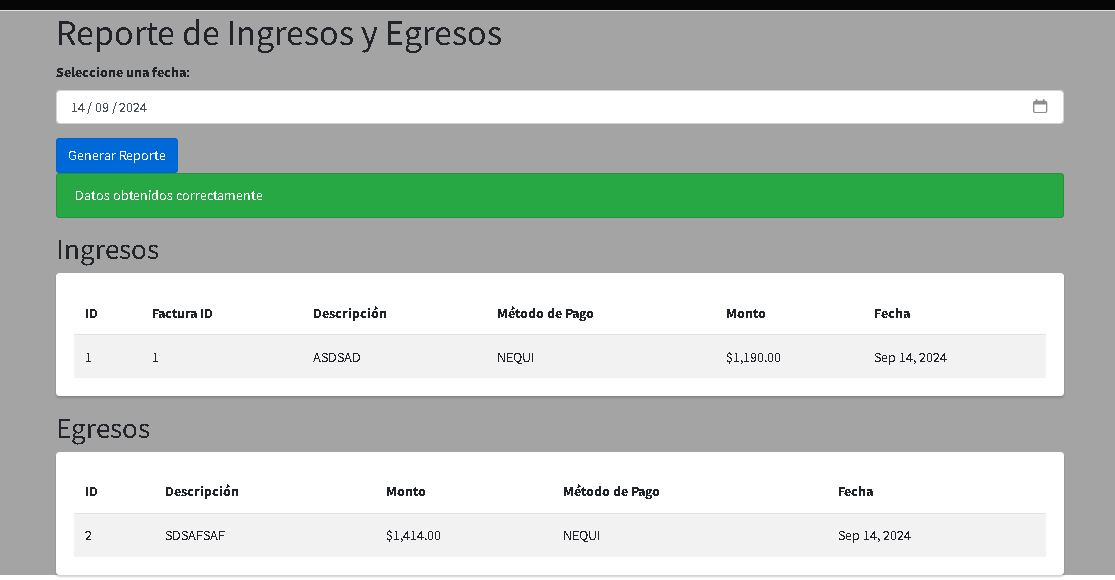 Reporte de Ingresos y Egresos
Seleccione una fecha:
14 / 09 / 2024
Generar Reporte
Datos obtenidos correctamente
Ingresos
ID Factura ID Descripción Método de Pago Monto Fecha
1 1 ASDSAD NEQUI $1,190.00 Sep 14, 2024
Egresos
ID Descripción Monto Método de Pago Fecha
2 SDSAFSAF $1,414.00 NEQUI Sep 14, 2024